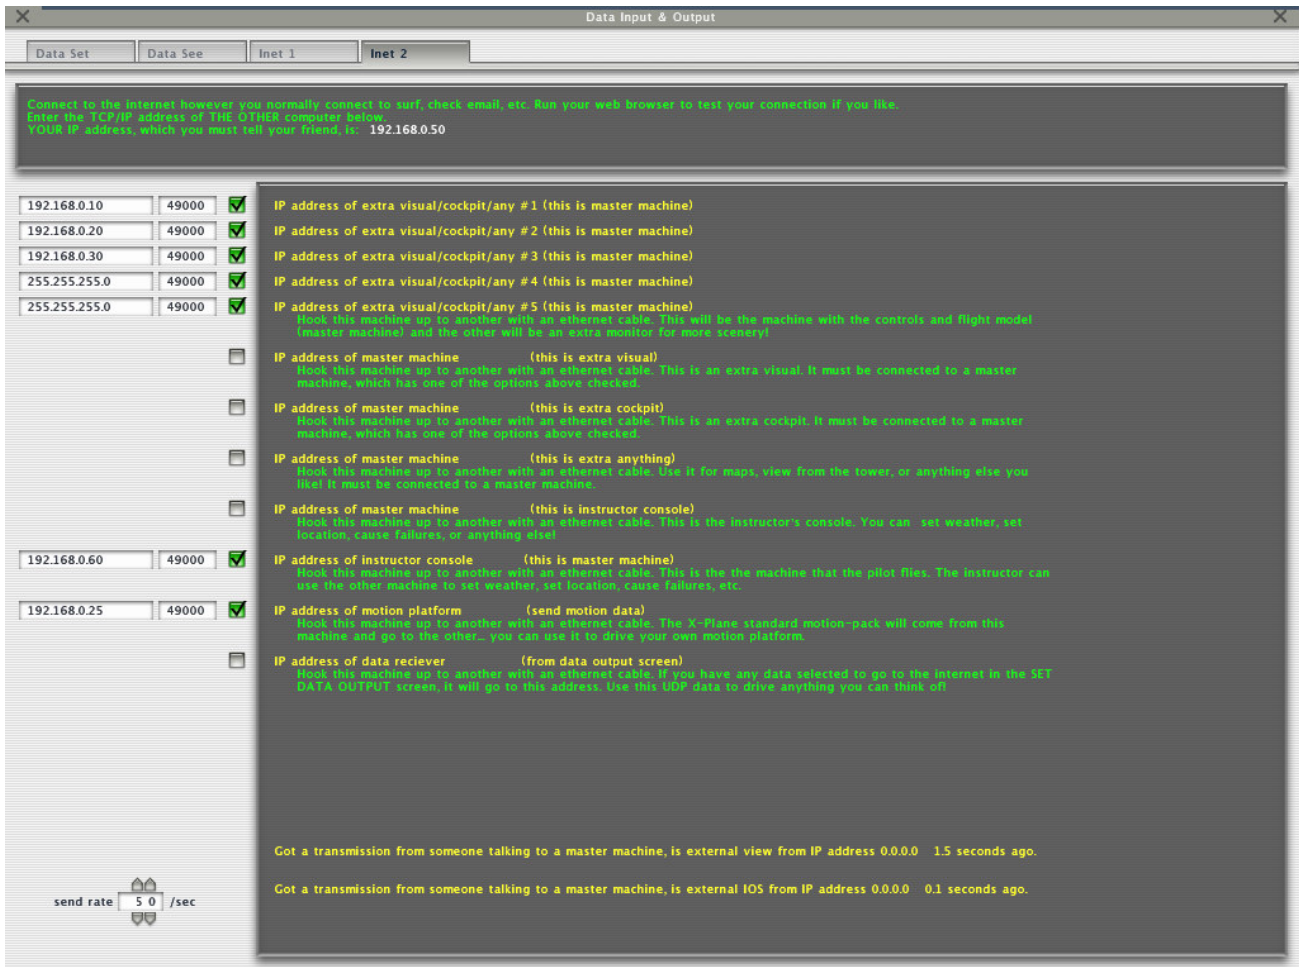 Data Input & Output
Data Set Data See Inet 1 Inet 2
Connect to the internet however you normally connect to surf, check email, etc. Run your web browser to test your connection if you like.
Enter the TCP/IP address of THE OTHER computer below.
YOUR IP address, which you must tell your friend, is: 192.168.0.50
192.168.0.10 49000 IP address of extra visual/cockpit/any #1 (this is master machine)
192.168.0.20 49000 IP address of extra visual/cockpit/any #2 (this is master machine)
192.168.0.30 49000 IP address of extra visual/cockpit/any #3 (this is master machine)
255.255.255.0 49000 IP address of extra visual/cockpit/any #4 (this is master machine)
255.255.255.0 49000 IP address of extra visual/cockpit/any #5 (this is master machine)
Hook this machine up to another with an ethernet cable. This will be the machine with the controls and flight model
(master machine) and the other will be an extra monitor for more scenery!
IP address of master machine (this is extra visual)
Hook this machine up to another with an ethernet cable. This is an extra visual. It must be connected to a master
machine, which has one of the options above checked.
IP address of master machine (this is extra cockpit)
Hook this machine up to another with an ethernet cable. This is an extra cockpit. It must be connected to a master
machine, which has one of the options above checked.
IP address of master machine (this is extra anything)
Hook this machine up to another with an ethernet cable. Use it for maps, view from the tower, or anything else you
like! It must be connected to a master machine.
IP address of master machine (this is instructor console)
Hook this machine up to another with an ethernet cable. This is the instructor's console. You can set weather, set
location, cause failures, or anything else!
192.168.0.60 49000 IP address of instructor console (this is master machine)
Hook this machine up to another with an ethernet cable. This is the the machine that the pilot flies. The instructor can
use the other machine to set weather, set location, cause failures, etc.
192.168.0.25 49000 IP address of motion platform (send motion data)
Hook this machine up to another with an ethernet cable. The X-Plane standard motion-pack will come from this
machine and go to the other... you can use it to drive your own motion platform.
IP address of data reciever (from data output screen)
Hook this machine up to another with an ethernet cable. If you have any data selected to go to the internet in the SET
DATA OUTPUT screen, it will go to this address. Use this UDP data to drive anything you can think of!
Got a transmission from someone talking to a master machine, is external view from IP address 0.0.0.0 1.5 seconds ago.
Got a transmission from someone talking to a master machine, is external IOS from IP address 0.0.0.0 0.1 seconds ago.
send rate 5 0 /sec